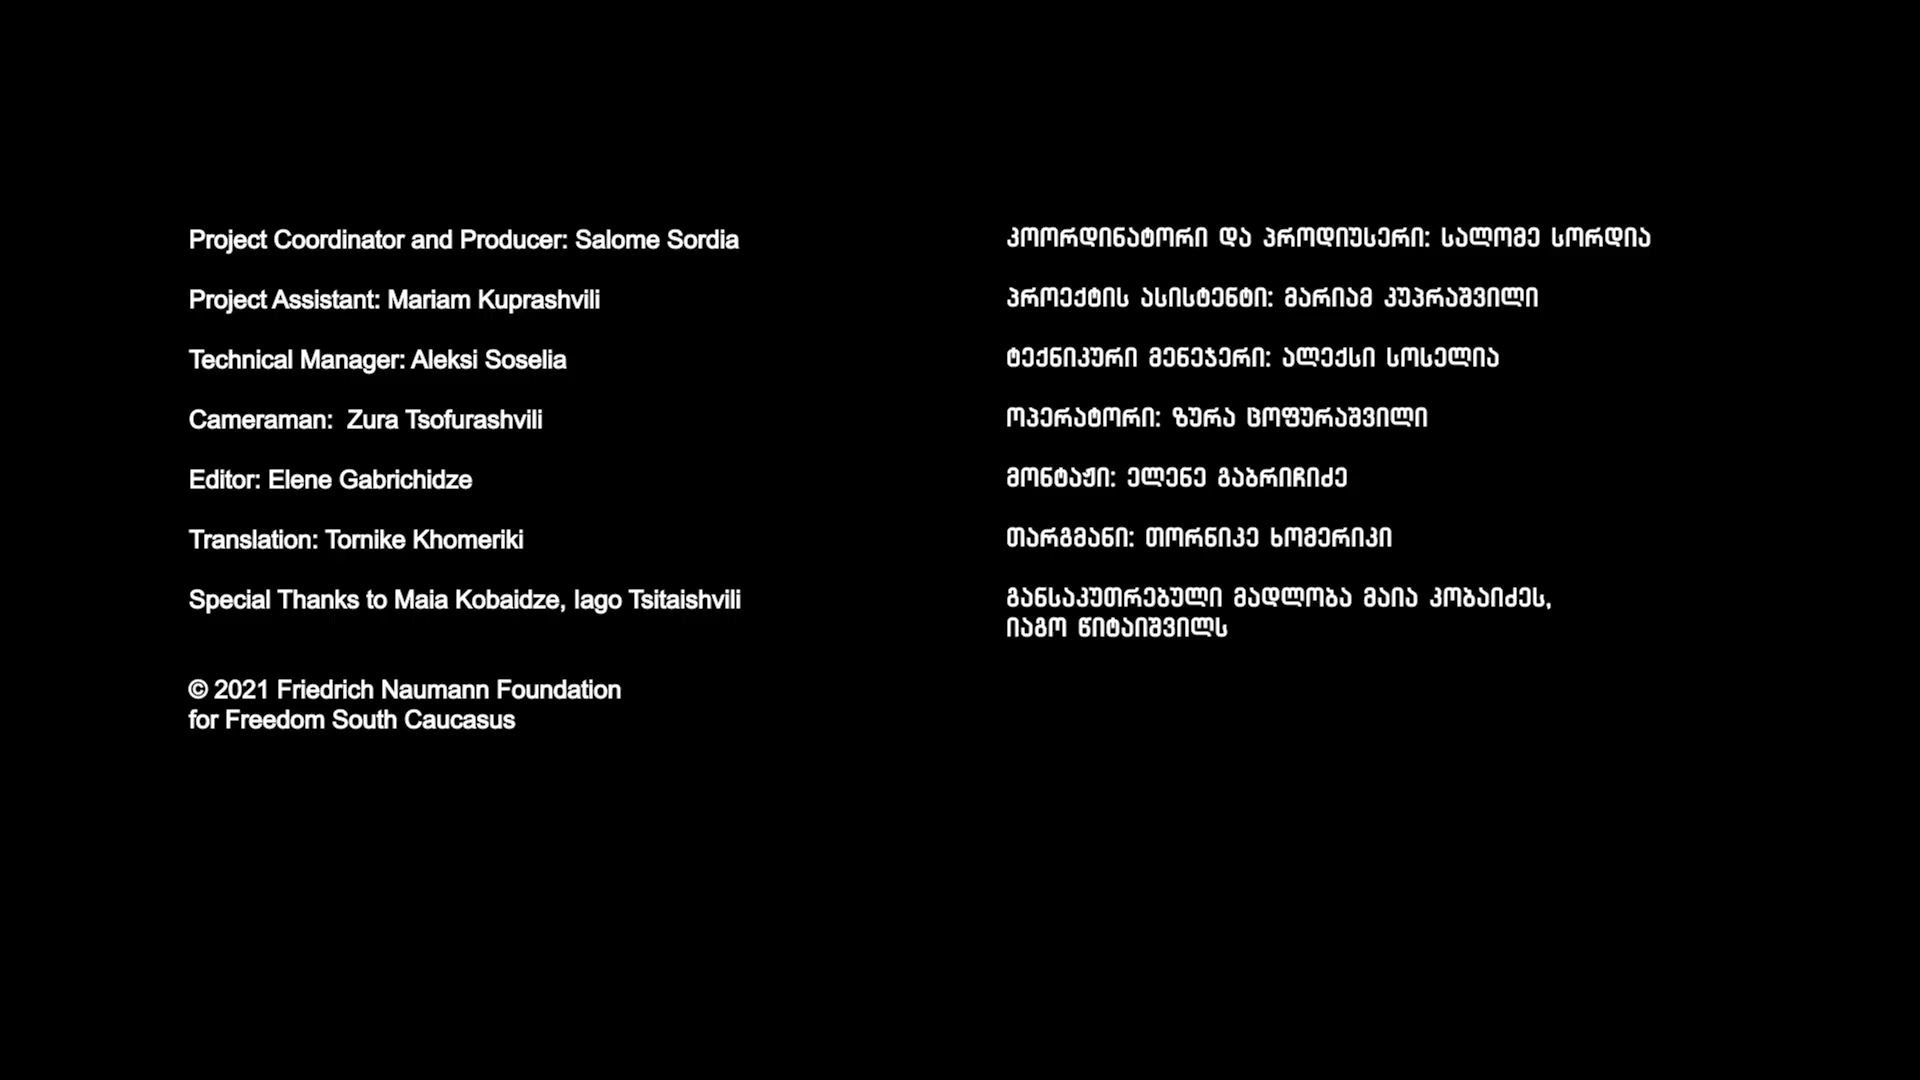 Project Coordinator and Producer: Salome Sordia
Project Assistant: Mariam Kuprashvili
Technical Manager: Aleksi Soselia
Cameraman:  Zura Tsofurashvili
Editor: Elene Gabrichidze
Translation: Tornike Khomeriki
Special Thanks to Maia Kobaidze, Iago Tsitaishvili
© 2021 Friedrich Naumann Foundation
for Freedom South Caucasus
კოორდინატორი და პროდიუსერი: სალომე სორდია
პროექტის ასისტენტი: მარიამ კუპრაშვილი
ტექნიკური მენეჯერი: ალექსი სოსელია
ოპერატორი: ზურა ცოფურაშვილი
მონტაჟი: ელენე გაბრიჩიძე
თარგმანი: თორნიკე ხომერიკი
განსაკუთრებული მადლობა მაია კობაიძეს,
იაგო წიტაიშვილს